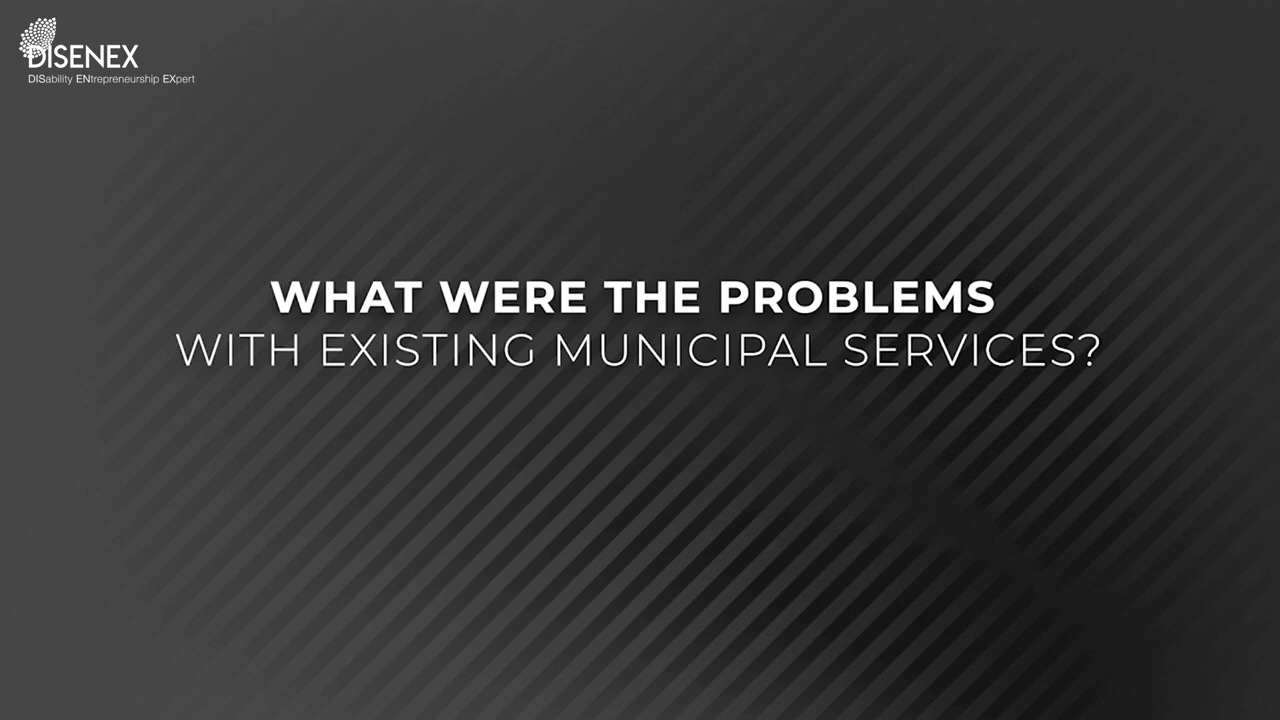 DISENEX
DISability ENtrepreneurship EXpert
WHAT WERE THE PROBLEMS
WITH EXISTING MUNICIPAL SERVICES?